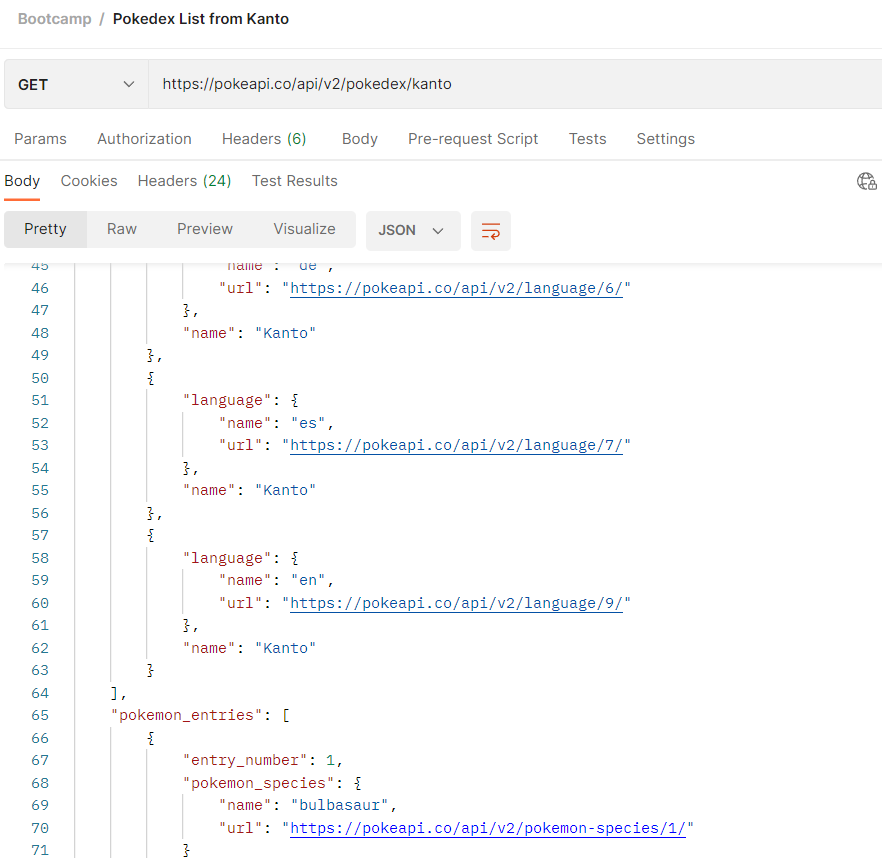 Bootcamp / Pokedex List from Kanto
GET https://pokeapi.co/api/v2/pokedex/kanto
Params Authorization Headers (6) Body Pre-request Script Tests Settings
Body Cookies Headers (24) Test Results
Pretty Raw Preview Visualize JSON
45 "name": "de",
46 "url": "https://pokeapi.co/api/v2/language/6/"
47 },
48 "name": "Kanto"
49 },
50 {
51 "language": {
52 "name": "es",
53 "url": "https://pokeapi.co/api/v2/language/7/"
54 },
55 "name": "Kanto"
56 },
57 {
58 "language": {
59 "name": "en",
60 "url": "https://pokeapi.co/api/v2/language/9/"
61 },
62 "name": "Kanto"
63 }
64 ],
65 "pokemon_entries": [
66 {
67 "entry_number": 1,
68 "pokemon_species": {
69 "name": "bulbasaur",
70 "url": "https://pokeapi.co/api/v2/pokemon-species/1/"
71 }